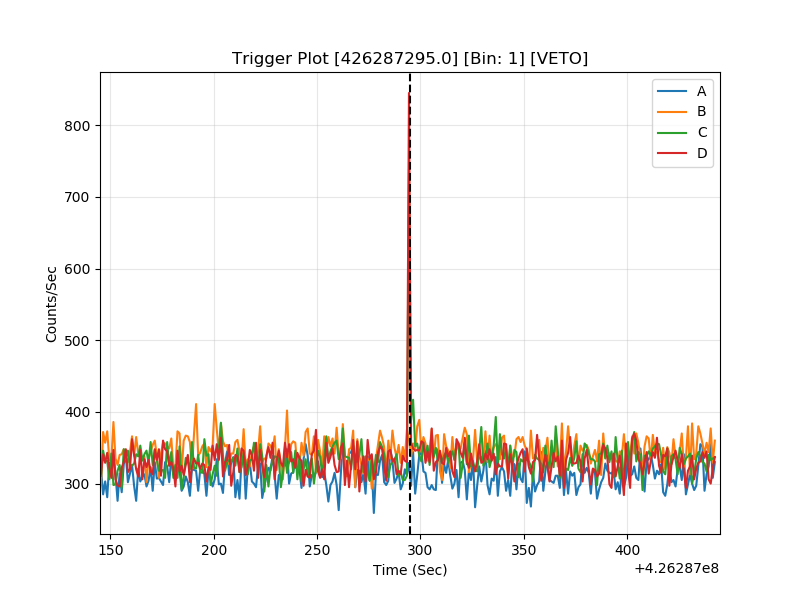 Trigger Plot [426287295.0] [Bin: 1] [VETO]
A
B
C
D
800
700
600
500
400
300
Counts/Sec
150
200
250
300
350
400
Time (Sec)
+4.26287e8